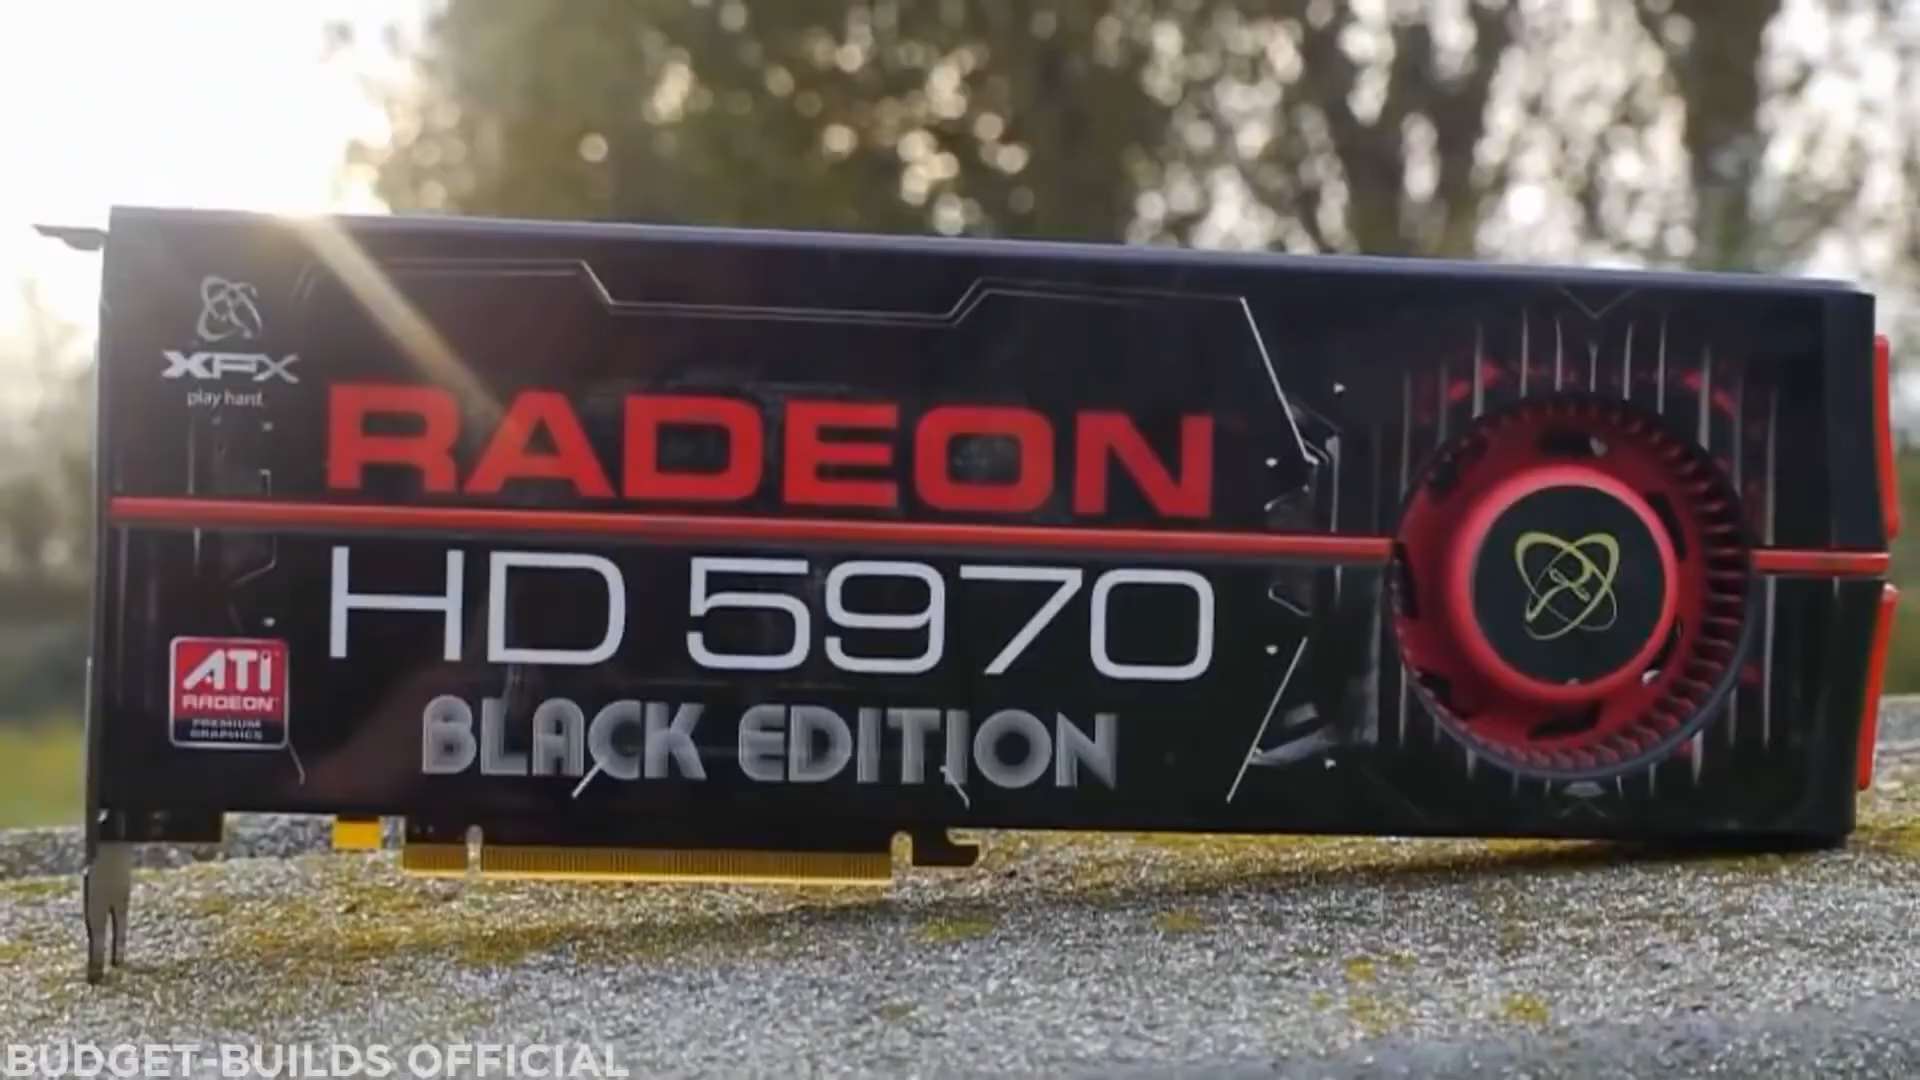 XFX
play hard.
RADEON
HD 5970
BLACK EDITION
ATI
RADEON
PREMIUM
GRAPHICS
BUDGET-BUILDS OFFICIAL